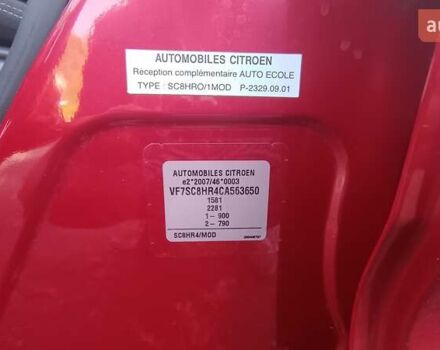 AUTOMOBILES CITROEN
Reception complémentaire AUTO ECOLE
TYPE : SC8HRO/1MOD P-2329.09.01
AUTOMOBILES CITROEN
e2*2007/46*0003
VF7SC8HR4CA563650
1581
2281
1- 900
2- 790
SC8HR4/MOD